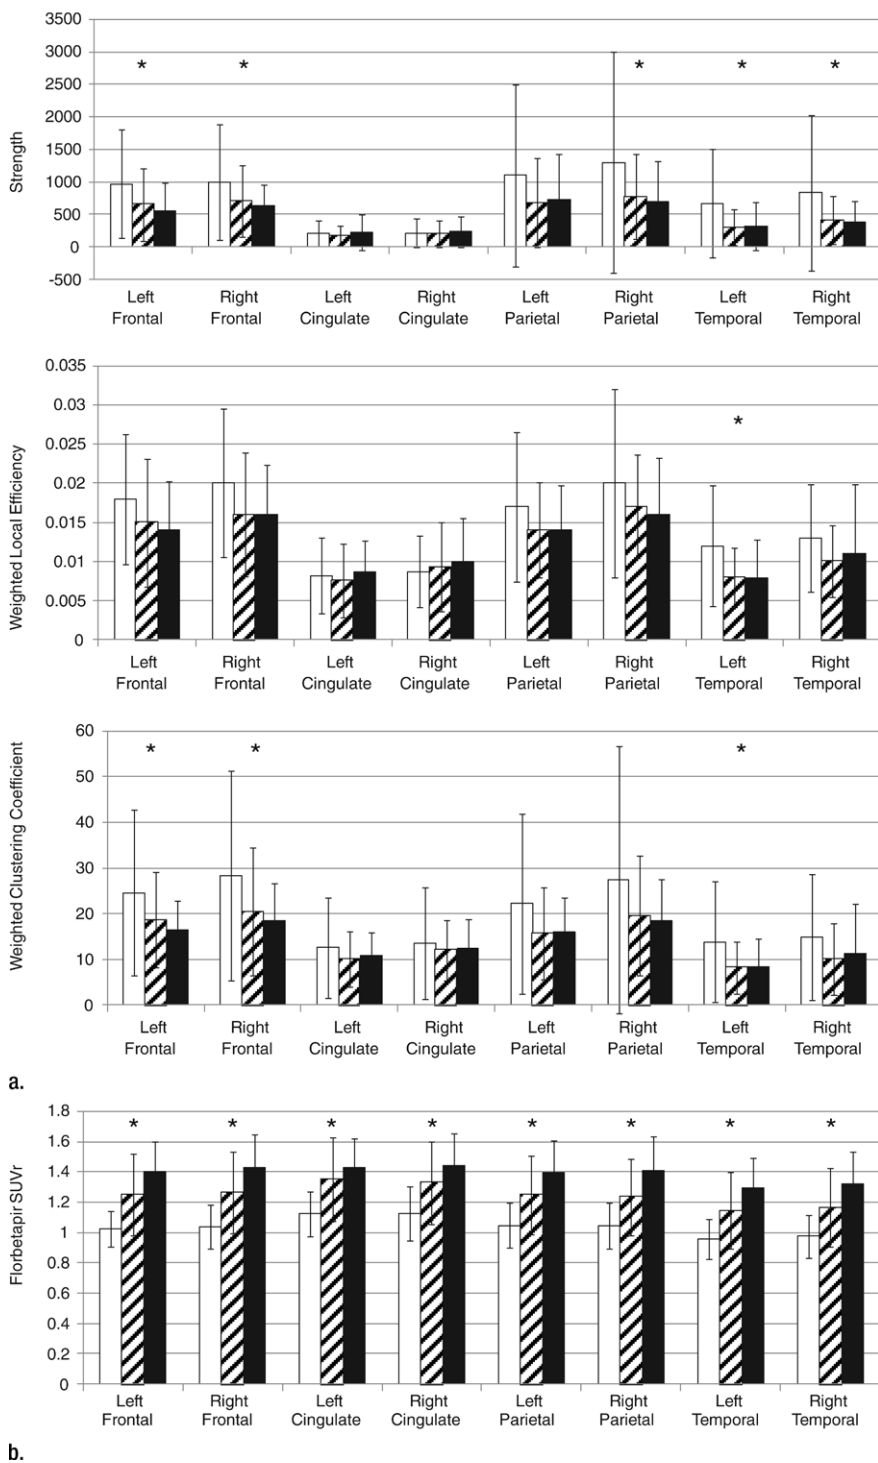 3500
3000
2500
2000
1500
1000
500
0
-500
Strength
* * * * *
Left Right Left Right Left Right Left Right
Frontal Frontal Cingulate Cingulate Parietal Parietal Temporal Temporal
0.035
0.03
0.025
0.02
0.015
0.01
0.005
0
Weighted Local Efficiency
*
Left Right Left Right Left Right Left Right
Frontal Frontal Cingulate Cingulate Parietal Parietal Temporal Temporal
60
50
40
30
20
10
0
Weighted Clustering Coefficient
* * *
Left Right Left Right Left Right Left Right
Frontal Frontal Cingulate Cingulate Parietal Parietal Temporal Temporal
a.
1.8
1.6
1.4
1.2
1
0.8
0.6
0.4
0.2
0
Florbetapir SUVr
* * * * * * * *
Left Right Left Right Left Right Left Right
Frontal Frontal Cingulate Cingulate Parietal Parietal Temporal Temporal
b.